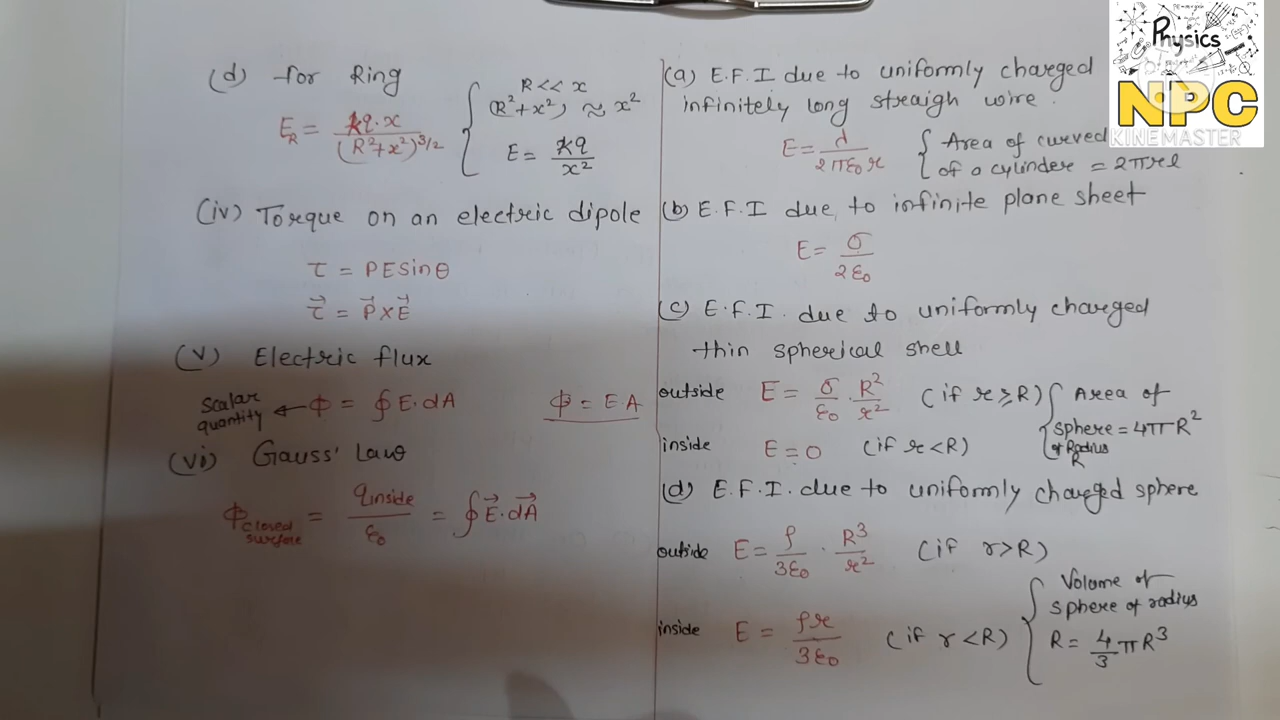 (d) for Ring
E_R = kq·x / (R²+x²)^3/2
R << x
(R²+x²) ≈ x²
E = kq / x²
(iv) Torque on an electric dipole
τ = PE sinθ
τ⃗ = P⃗ × E⃗
(v) Electric flux
Scalar quantity ← Φ = ∮ E·dA    Φ = E·A
(vi) Gauss' Law
Φ closed surface = q inside / ε₀ = ∮ E⃗·dA⃗
(a) E.F.I due to uniformly charged
infinitely long straigh wire.
E = λ / 2πε₀r
Area of curved
of a cylinder = 2πrl
(b) E.F.I due to infinite plane sheet
E = σ / 2ε₀
(c) E.F.I. due to uniformly charged
thin spherical shell
outside E = σ/ε₀ · R²/r² (if r ≥ R)
Area of
sphere = 4πR²
of Radius
R
inside E = 0 (if r < R)
(d) E.F.I. due to uniformly charged sphere
outside E = ρ/3ε₀ · R³/r² (if r > R)
inside E = ρr / 3ε₀ (if r < R)
Volume of
sphere of radius
R = 4/3 πR³
Physics
NPC
KINEMASTER